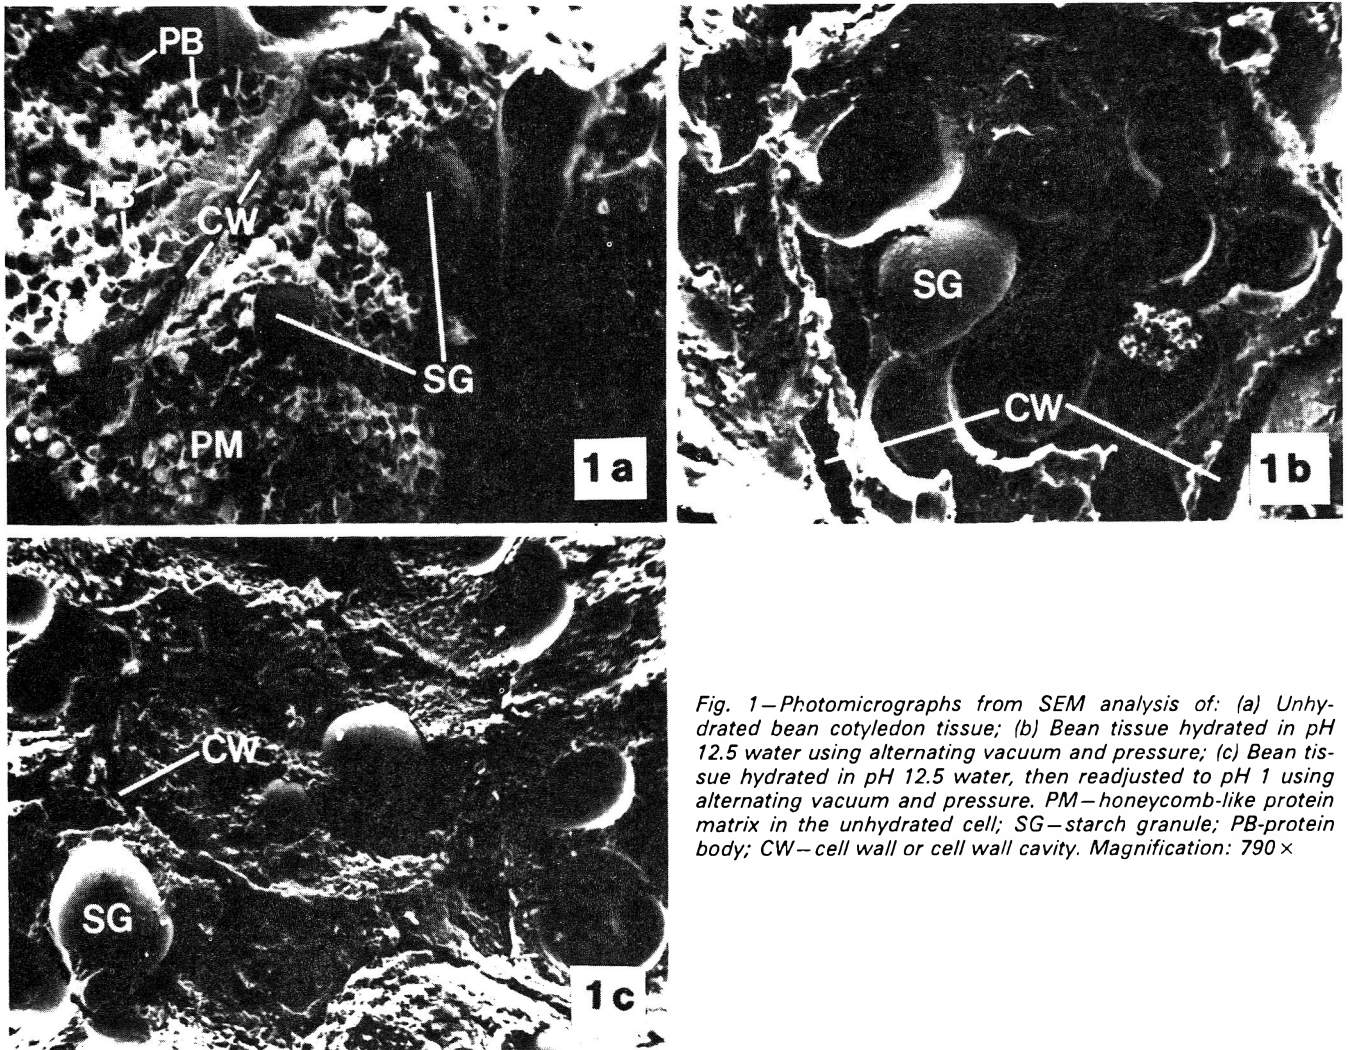 PB
PB
CW
SG
PM
1a
SG
CW
1b
CW
SG
1c
Fig. 1—Photomicrographs from SEM analysis of: (a) Unhy-
drated bean cotyledon tissue; (b) Bean tissue hydrated in pH
12.5 water using alternating vacuum and pressure; (c) Bean tis-
sue hydrated in pH 12.5 water, then readjusted to pH 1 using
alternating vacuum and pressure. PM—honeycomb-like protein
matrix in the unhydrated cell; SG—starch granule; PB-protein
body; CW—cell wall or cell wall cavity. Magnification: 790×